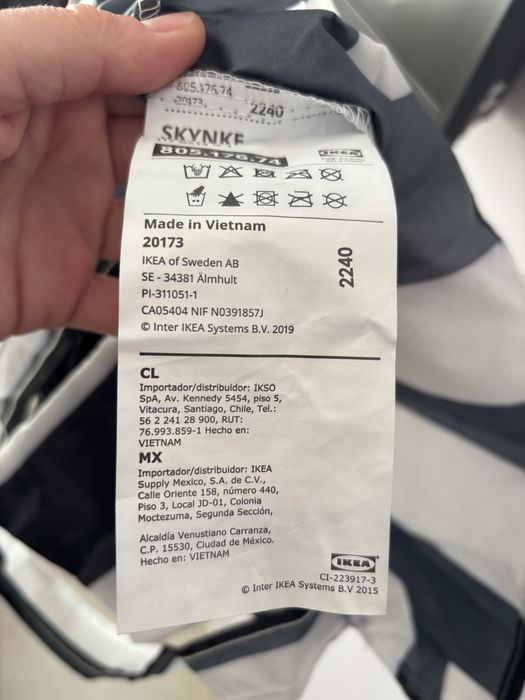 805.176.74
20173
2240
SKYNKE
805.176.74
IKEA
Made in Vietnam
20173
IKEA of Sweden AB
SE - 34381 Älmhult
PI-311051-1
CA05404 NIF N0391857J
© Inter IKEA Systems B.V. 2019
2240
CL
Importador/distribuidor: IKSO
SpA, Av. Kennedy 5454, piso 5,
Vitacura, Santiago, Chile, Tel.:
56 2 241 28 900, RUT:
76.993.859-1 Hecho en:
VIETNAM
MX
Importador/distribuidor: IKEA
Supply Mexico, S.A. de C.V.,
Calle Oriente 158, número 440,
Piso 3, Local JD-01, Colonia
Moctezuma, Segunda Sección,
Alcaldía Venustiano Carranza,
C.P. 15530, Ciudad de México.
Hecho en: VIETNAM
IKEA
CI-223917-3
© Inter IKEA Systems B.V 2015